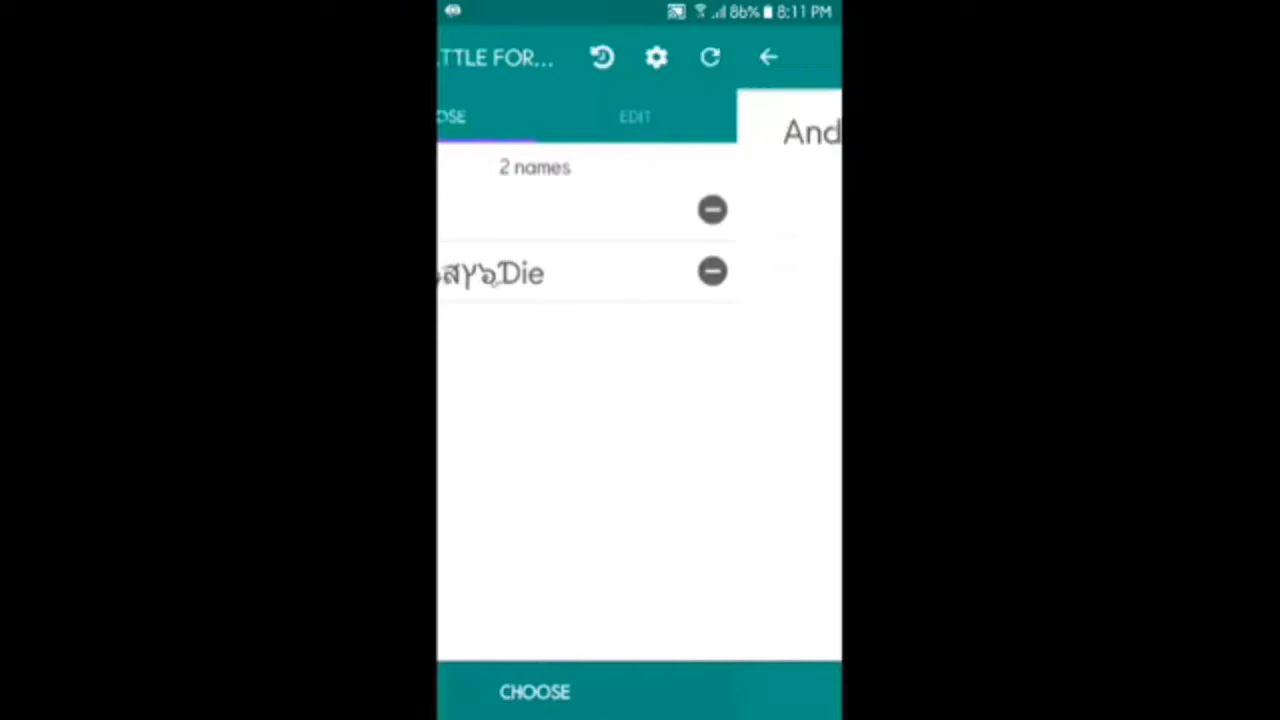 86% 8:11 PM
TTLE FOR...
OSE EDIT
And
2 names
Die
CHOOSE